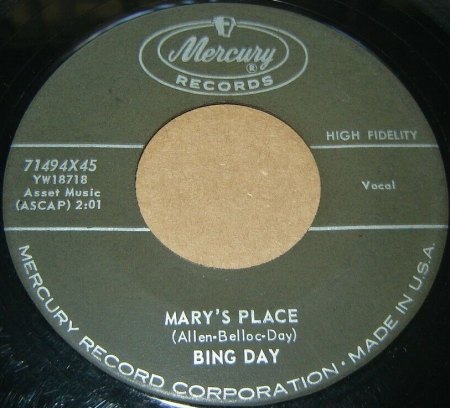 Mercury ®
RECORDS
HIGH FIDELITY
71494X45
YW18718
Asset Music
(ASCAP) 2:01
Vocal
MARY'S PLACE
(Allen-Belloc-Day)
BING DAY
MERCURY RECORD CORPORATION • MADE IN U.S.A.